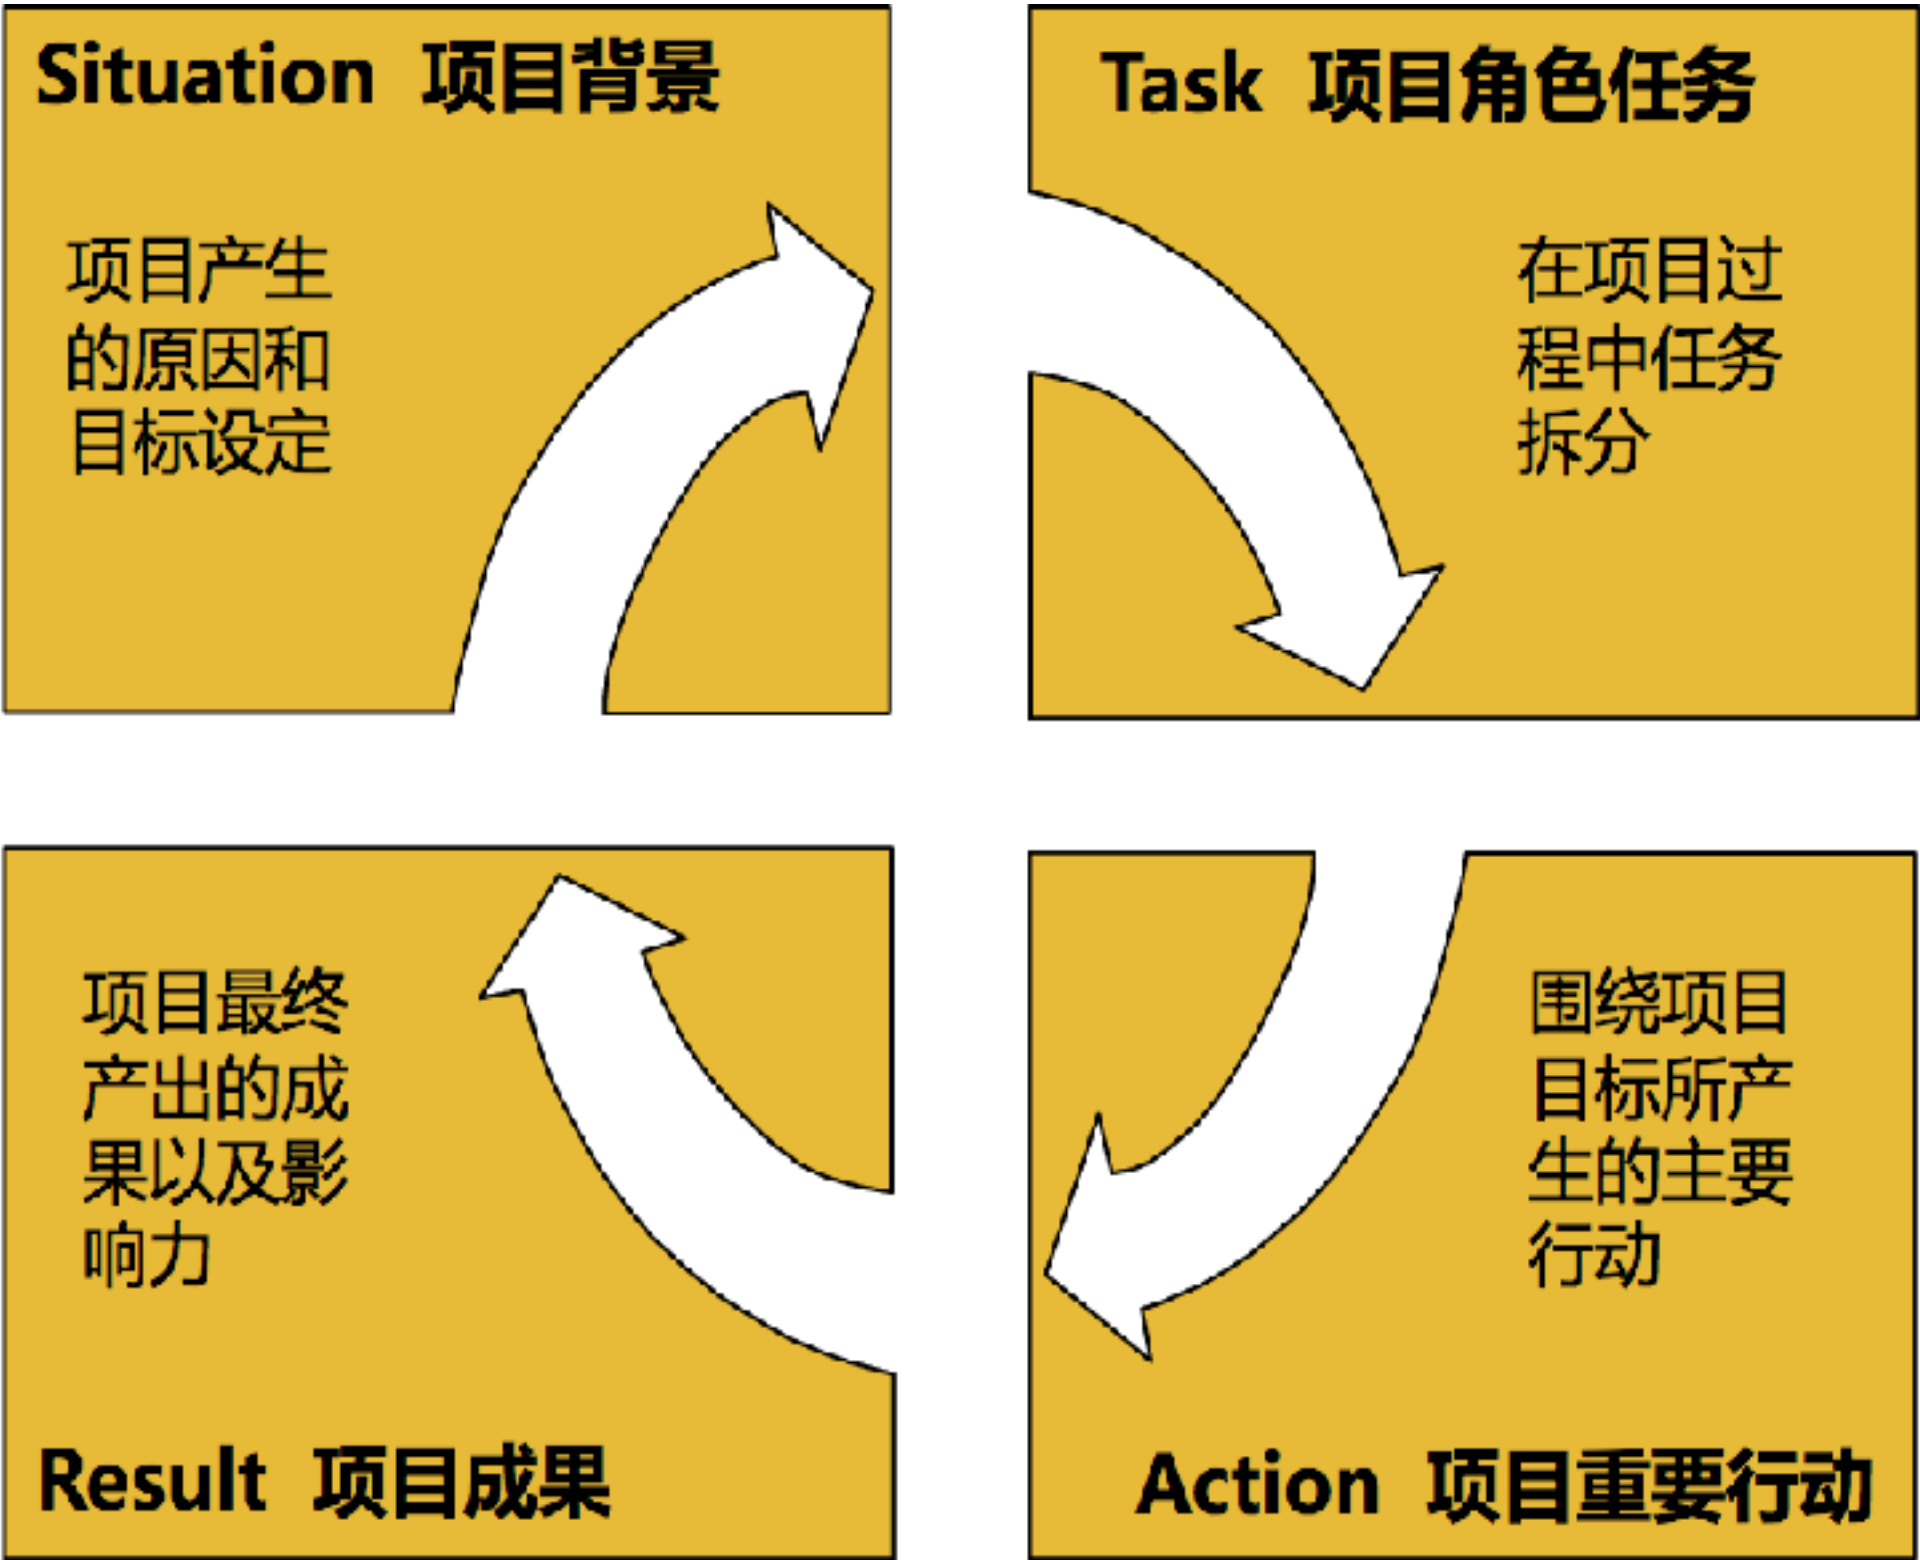 Situation 项目背景
项目产生
的原因和
目标设定
Task 项目角色任务
在项目过
程中任务
拆分
项目最终
产出的成
果以及影
响力
Result 项目成果
围绕项目
目标所产
生的主要
行动
Action 项目重要行动